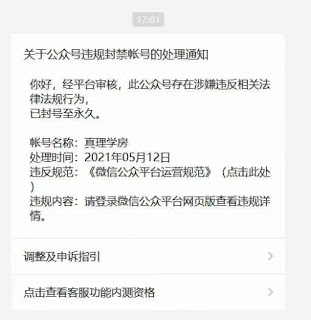 17:01
关于公众号违规封禁帐号的处理通知
你好，经平台审核，此公众号存在涉嫌违反相关法
律法规行为，
已封号至永久。
帐号名称：真理学房
处理时间：2021年05月12日
违反规范：《微信公众平台运营规范》（点击此处
）
违规内容：请登录微信公众平台网页版查看违规详
情。
调整及申诉指引
点击查看客服功能内测资格